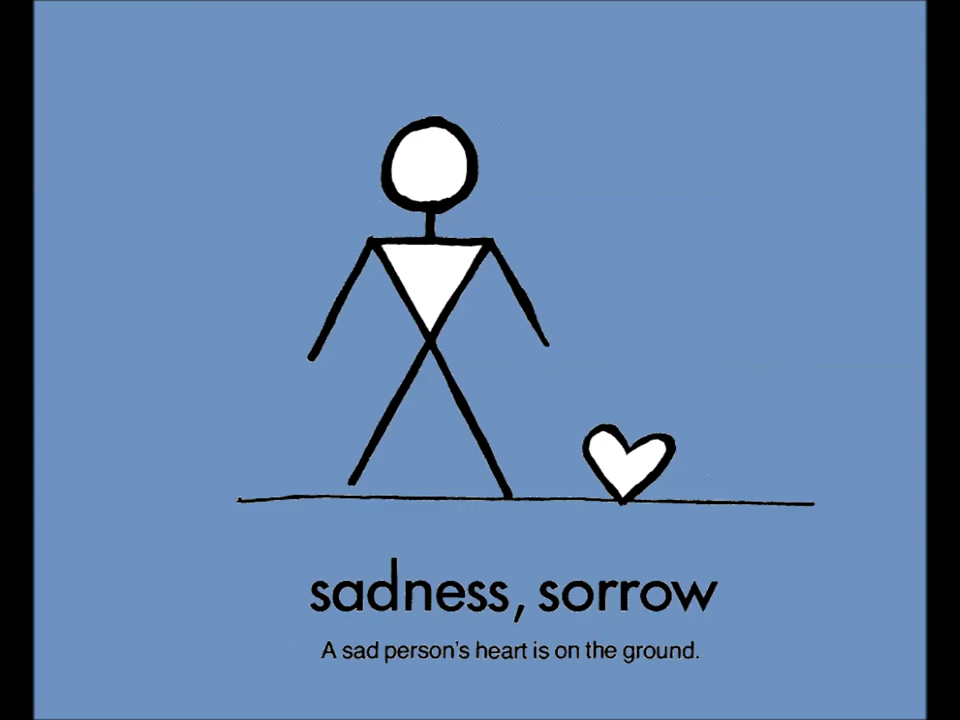 sadness, sorrow
A sad person's heart is on the ground.